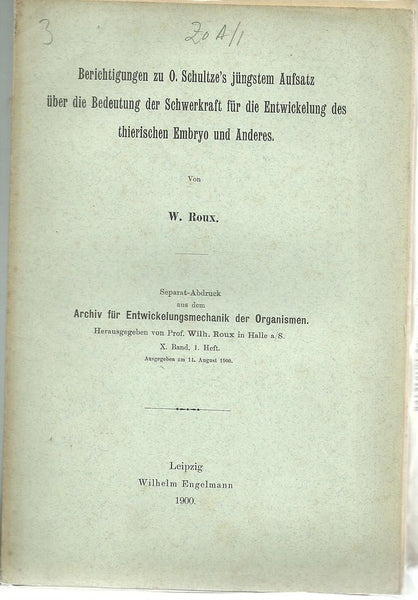 3
Zo A/1
Berichtigungen zu O. Schultze's jüngstem Aufsatz
über die Bedeutung der Schwerkraft für die Entwickelung des
thierischen Embryo und Anderes.
Von
W. Roux.
Separat-Abdruck
aus dem
Archiv für Entwickelungsmechanik der Organismen.
Herausgegeben von Prof. Wilh. Roux in Halle a/S.
X. Band, 1. Heft.
Ausgegeben am 14. August 1900.
Leipzig
Wilhelm Engelmann
1900.